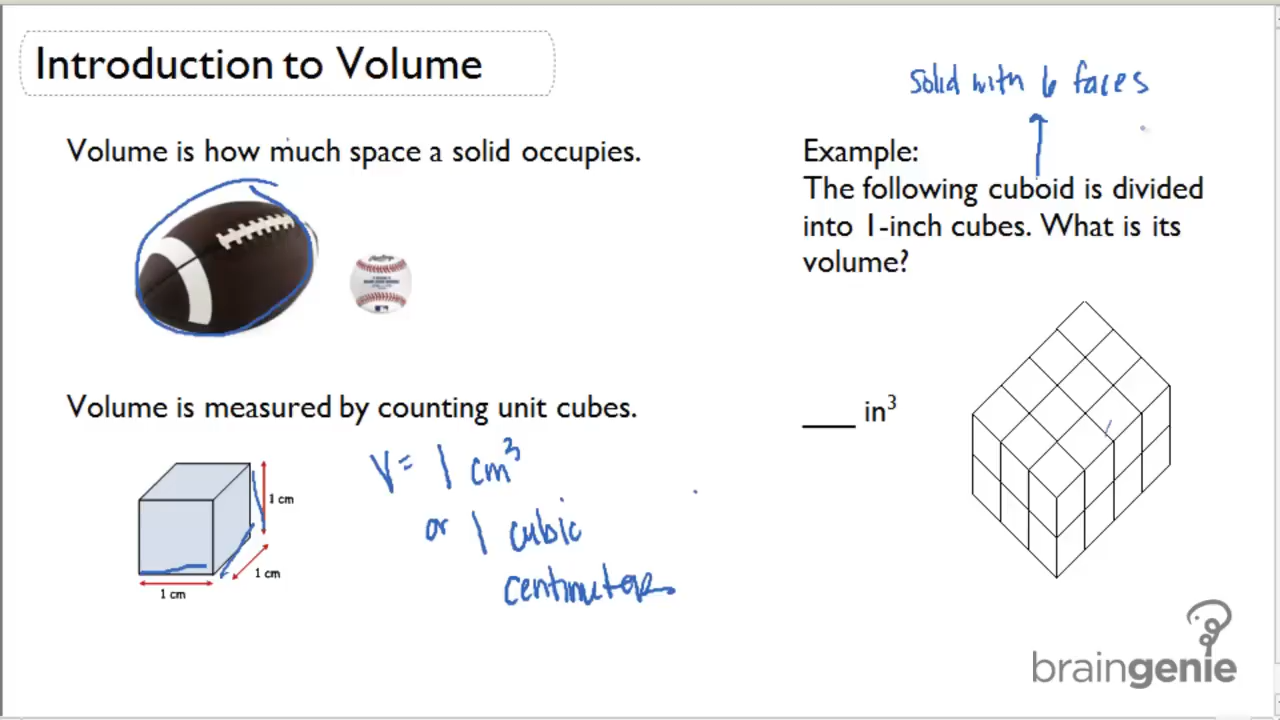 Introduction to Volume
Volume is how much space a solid occupies.
Rawlings
Volume is measured by counting unit cubes.
1 cm
1 cm
1 cm
V = 1 cm³
or 1 cubic
centimeters
solid with 6 faces
Example:
The following cuboid is divided
into 1-inch cubes. What is its
volume?
____ in³
braingenie